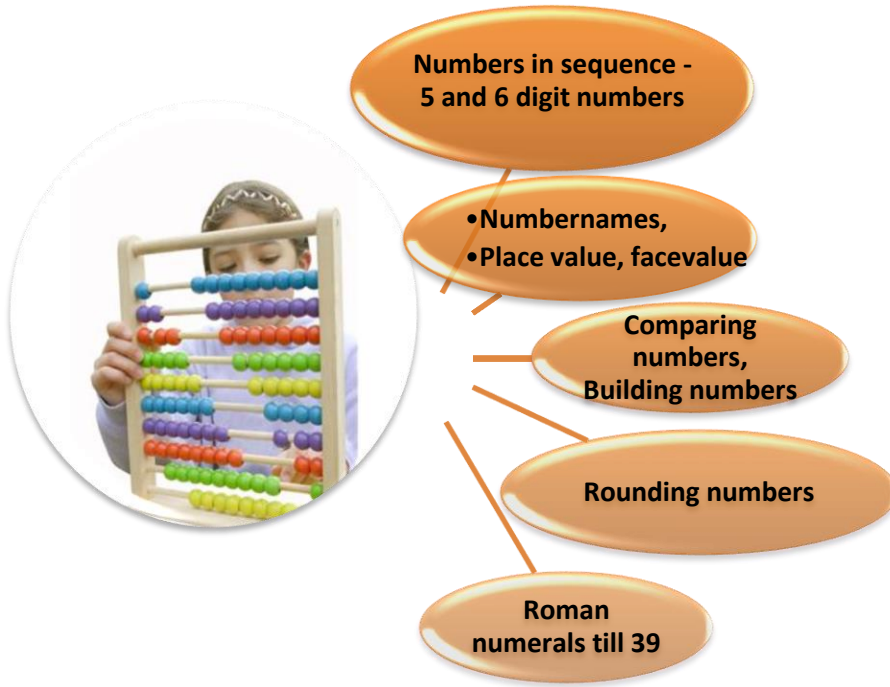 Numbers in sequence -
5 and 6 digit numbers
•Numbernames,
•Place value, facevalue
Comparing
numbers,
Building numbers
Rounding numbers
Roman
numerals till 39